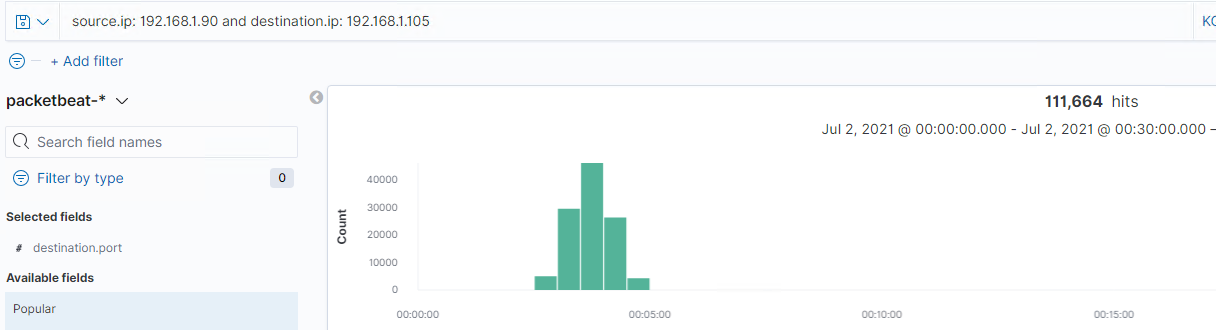 source.ip: 192.168.1.90 and destination.ip: 192.168.1.105
+ Add filter
packetbeat-*
Search field names
Filter by type 0
Selected fields
# destination.port
Available fields
Popular
111,664 hits
Jul 2, 2021 @ 00:00:00.000 - Jul 2, 2021 @ 00:30:00.000 -
Count
40000
30000
20000
10000
0
00:00:00 00:05:00 00:10:00 00:15:00